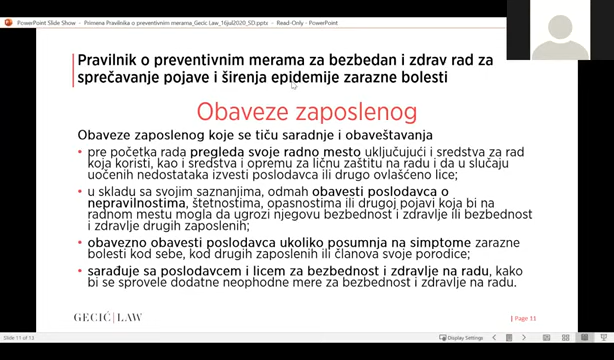 PowerPoint Slide Show - Primena Pravilnika o preventivnim merama_Gecic Law_16jul2020_SD.pptx - Read-Only - PowerPoint
Pravilnik o preventivnim merama za bezbedan i zdrav rad za
sprečavanje pojave i širenja epidemije zarazne bolesti
Obaveze zaposlenog
Obaveze zaposlenog koje se tiču saradnje i obaveštavanja
• pre početka rada pregleda svoje radno mesto uključujući i sredstva za rad
koja koristi, kao i sredstva i opremu za ličnu zaštitu na radu i da u slučaju
uočenih nedostataka izvesti poslodavca ili drugo ovlašćeno lice;
• u skladu sa svojim saznanjima, odmah obavesti poslodavca o
nepravilnostima, štetnostima, opasnostima ili drugoj pojavi koja bi na
radnom mestu mogla da ugrozi njegovu bezbednost i zdravlje ili bezbednost
i zdravlje drugih zaposlenih;
• obavezno obavesti poslodavca ukoliko posumnja na simptome zarazne
bolesti kod sebe, kod drugih zaposlenih ili članova svoje porodice;
• sarađuje sa poslodavcem i licem za bezbednost i zdravlje na radu, kako
bi se sprovele dodatne neophodne mere za bezbednost i zdravlje na radu.
GECIĆ|LAW
| Page 11
Slide 11 of 13
Display Settings